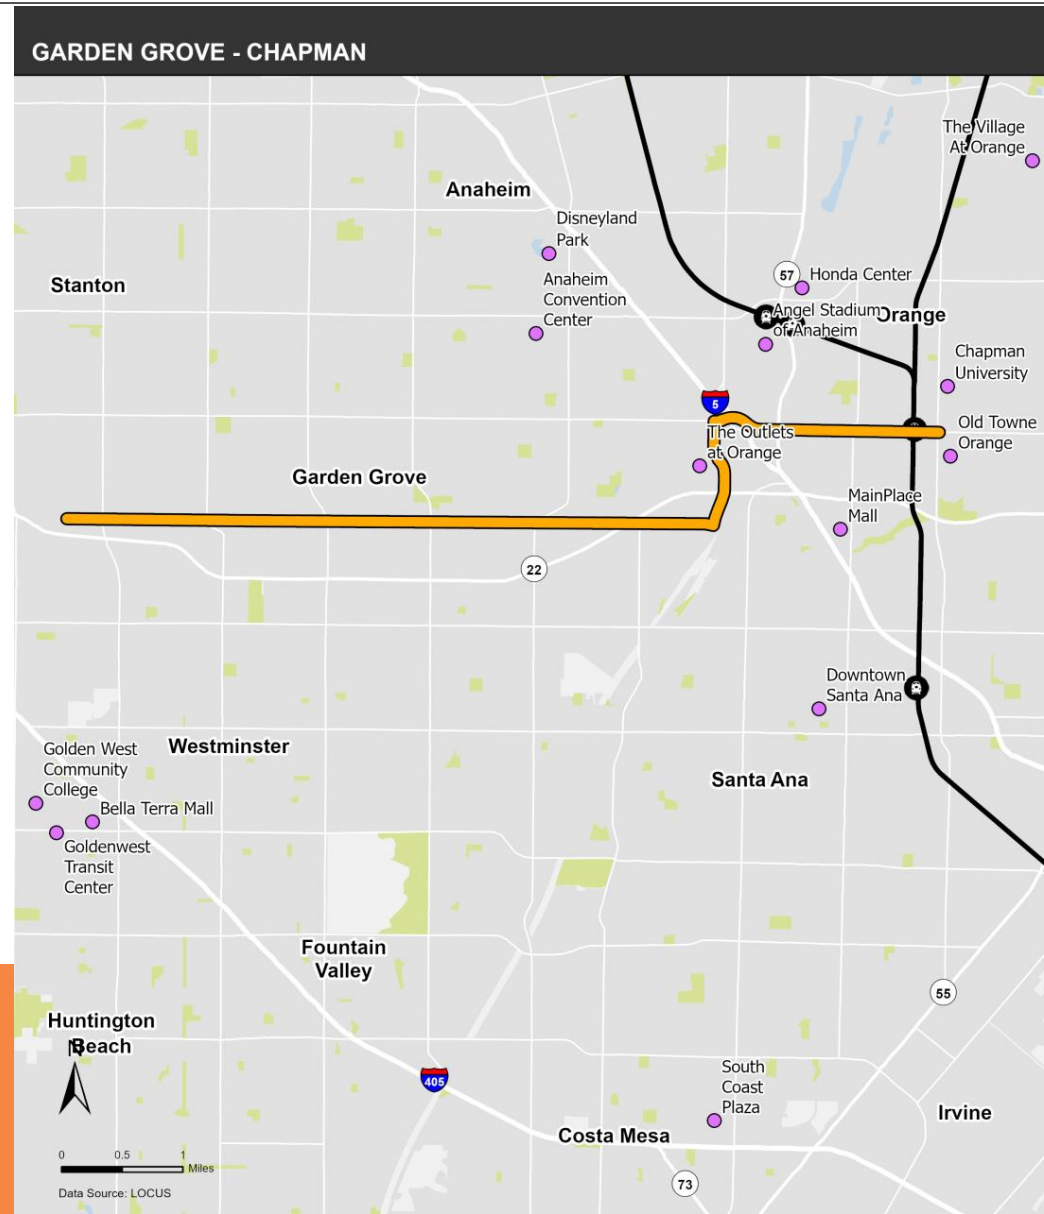 GARDEN GROVE - CHAPMAN
The Village
At Orange
Anaheim
Disneyland
Park
Stanton
57
Honda Center
Anaheim
Convention
Center
Angel Stadium
of Anaheim
Orange
Chapman
University
5
The Outlets
at Orange
Old Towne
Orange
Garden Grove
MainPlace
Mall
22
Downtown
Santa Ana
Westminster
Golden West
Community
College
Santa Ana
Bella Terra Mall
Goldenwest
Transit
Center
Fountain
Valley
55
Huntington
Beach
N
405
South
Coast
Plaza
Irvine
Costa Mesa
0 0.5 1
Miles
73
Data Source: LOCUS